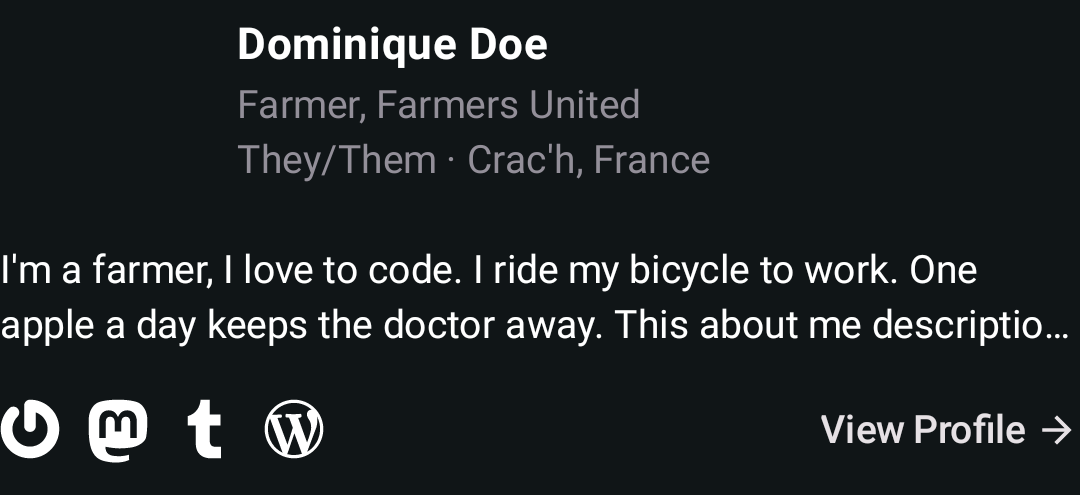 Dominique Doe
Farmer, Farmers United
They/Them · Crac'h, France
I'm a farmer, I love to code. I ride my bicycle to work. One
apple a day keeps the doctor away. This about me descriptio…
View Profile →